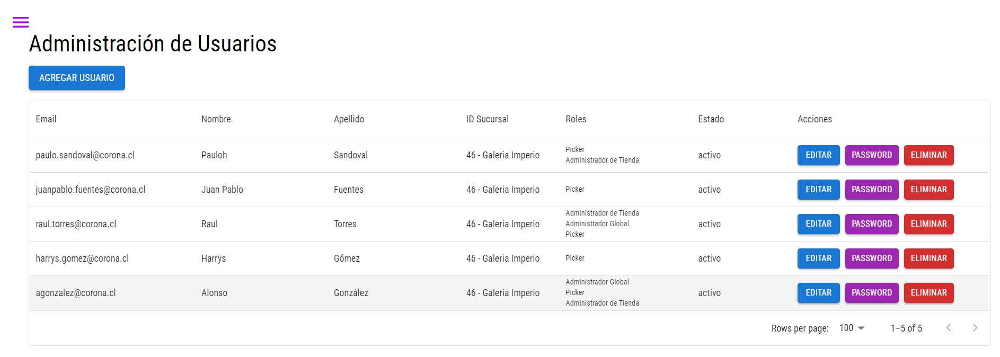 Administración de Usuarios
AGREGAR USUARIO
Email Nombre Apellido ID Sucursal Roles Estado Acciones
paulo.sandoval@corona.cl Pauloh Sandoval 46 - Galeria Imperio Picker Administrador de Tienda activo EDITAR PASSWORD ELIMINAR
juanpablo.fuentes@corona.cl Juan Pablo Fuentes 46 - Galeria Imperio Picker activo EDITAR PASSWORD ELIMINAR
raul.torres@corona.cl Raul Torres 46 - Galeria Imperio Administrador de Tienda Administrador Global Picker activo EDITAR PASSWORD ELIMINAR
harrys.gomez@corona.cl Harrys Gómez 46 - Galeria Imperio Picker activo EDITAR PASSWORD ELIMINAR
agonzalez@corona.cl Alonso González 46 - Galeria Imperio Administrador Global Picker Administrador de Tienda activo EDITAR PASSWORD ELIMINAR
Rows per page: 100 1–5 of 5